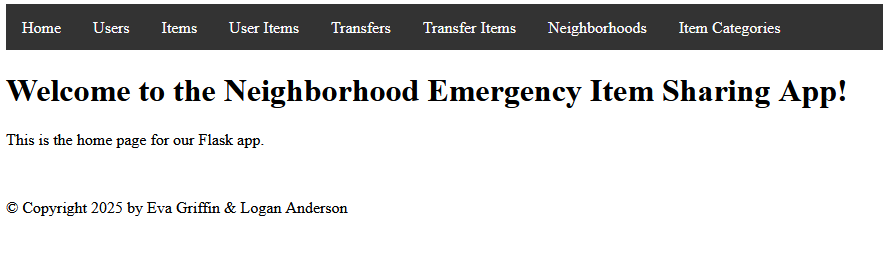 Home Users Items User Items Transfers Transfer Items Neighborhoods Item Categories
Welcome to the Neighborhood Emergency Item Sharing App!
This is the home page for our Flask app.
© Copyright 2025 by Eva Griffin & Logan Anderson